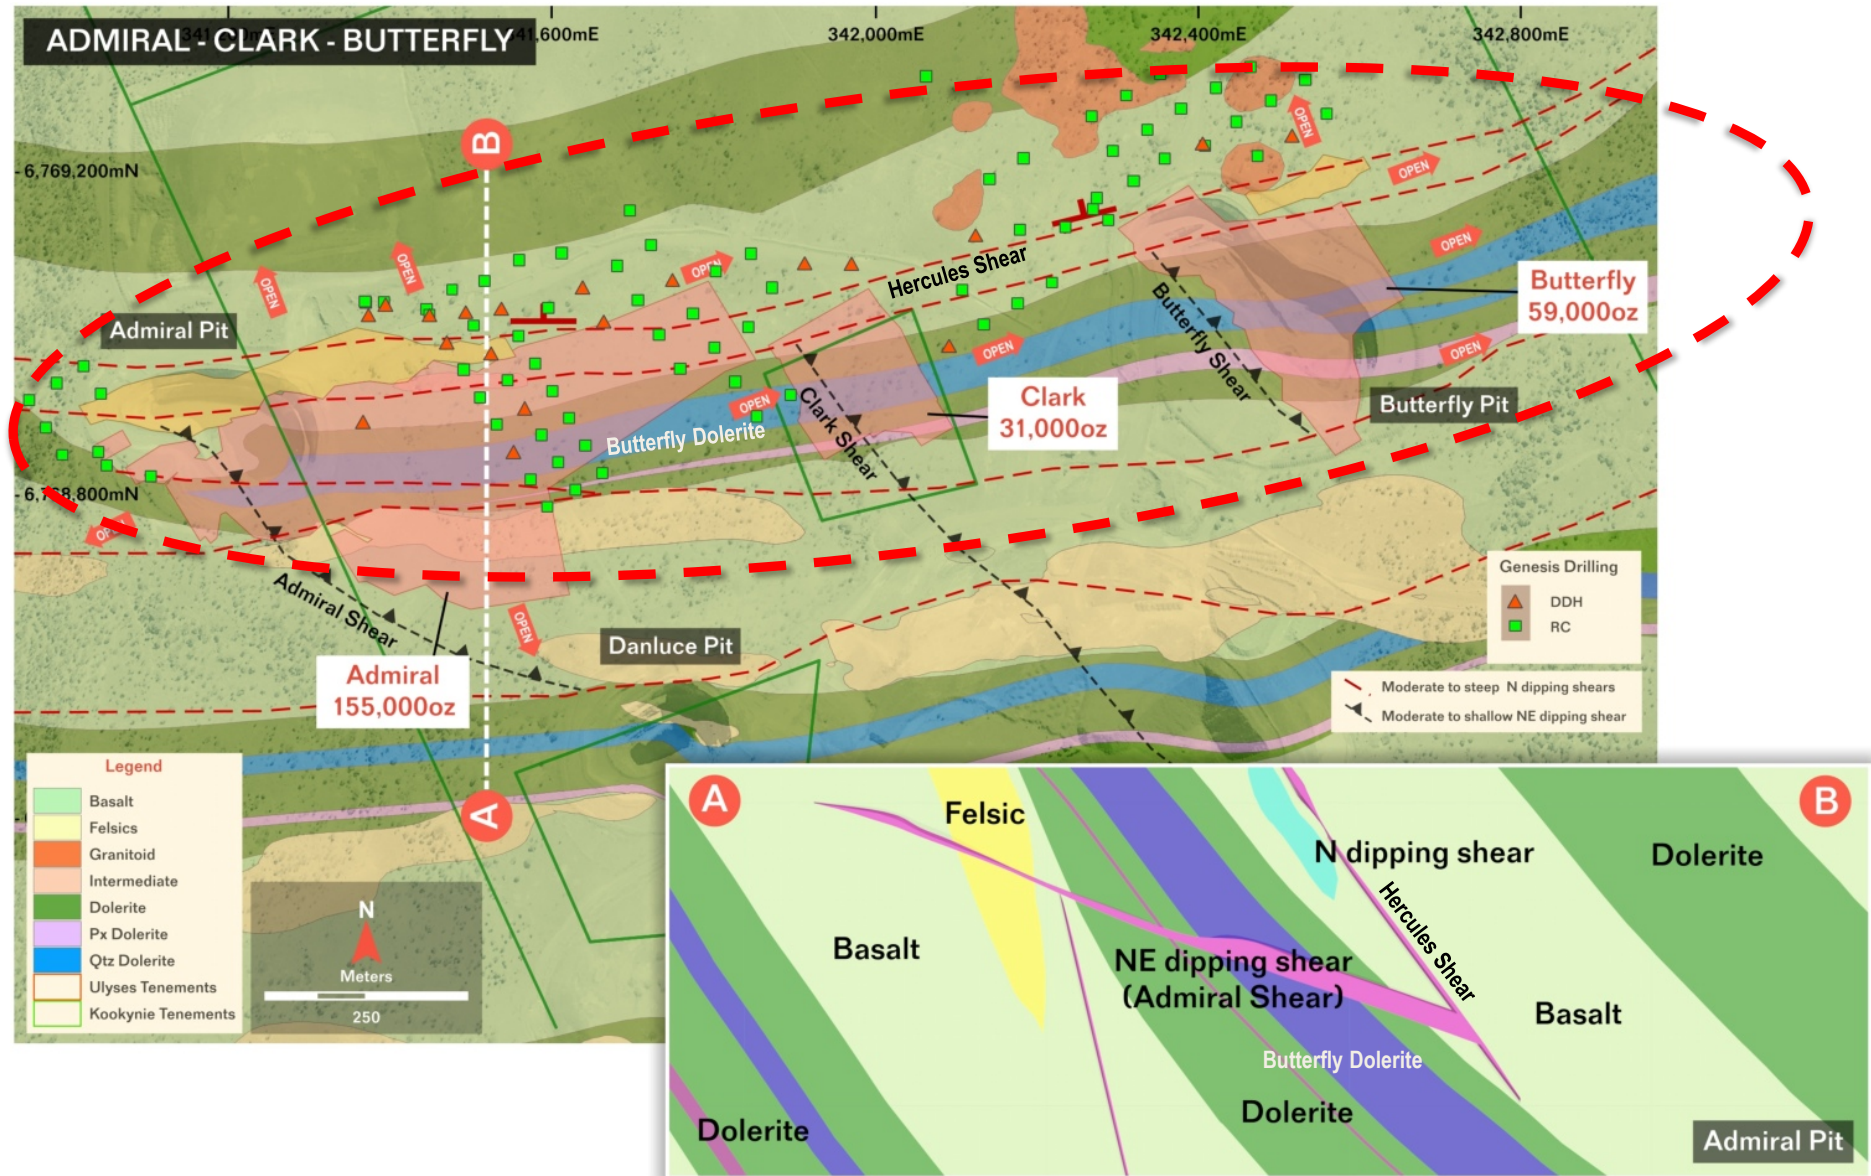 ADMIRAL - CLARK - BUTTERFLY
341,600mE
342,000mE
342,400mE
342,800mE
B
6,769,200mN
OPEN
OPEN
OPEN
OPEN
OPEN
OPEN
Hercules Shear
Admiral Pit
Butterfly
59,000oz
Butterfly Shear
OPEN
OPEN
OPEN
Clark
31,000oz
Butterfly Pit
Clark Shear
Butterfly Dolerite
6,768,800mN
OPEN
Genesis Drilling
DDH
RC
Admiral Shear
OPEN
Danluce Pit
Admiral
155,000oz
Moderate to steep N dipping shears
Moderate to shallow NE dipping shear
A
Legend
Basalt
Felsics
Granitoid
Intermediate
Dolerite
Px Dolerite
Qtz Dolerite
Ulyses Tenements
Kookynie Tenements
N
Meters
250
A
B
Felsic
N dipping shear
Dolerite
Hercules Shear
Basalt
NE dipping shear
(Admiral Shear)
Basalt
Butterfly Dolerite
Dolerite
Dolerite
Admiral Pit